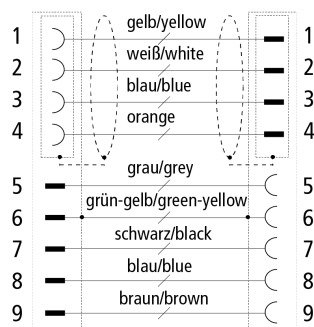 gelb/yellow
1 1
weiß/white
2 2
blau/blue
3 3
orange
4 4
grau/grey
5 5
grün-gelb/green-yellow
6 6
schwarz/black
7 7
blau/blue
8 8
braun/brown
9 9